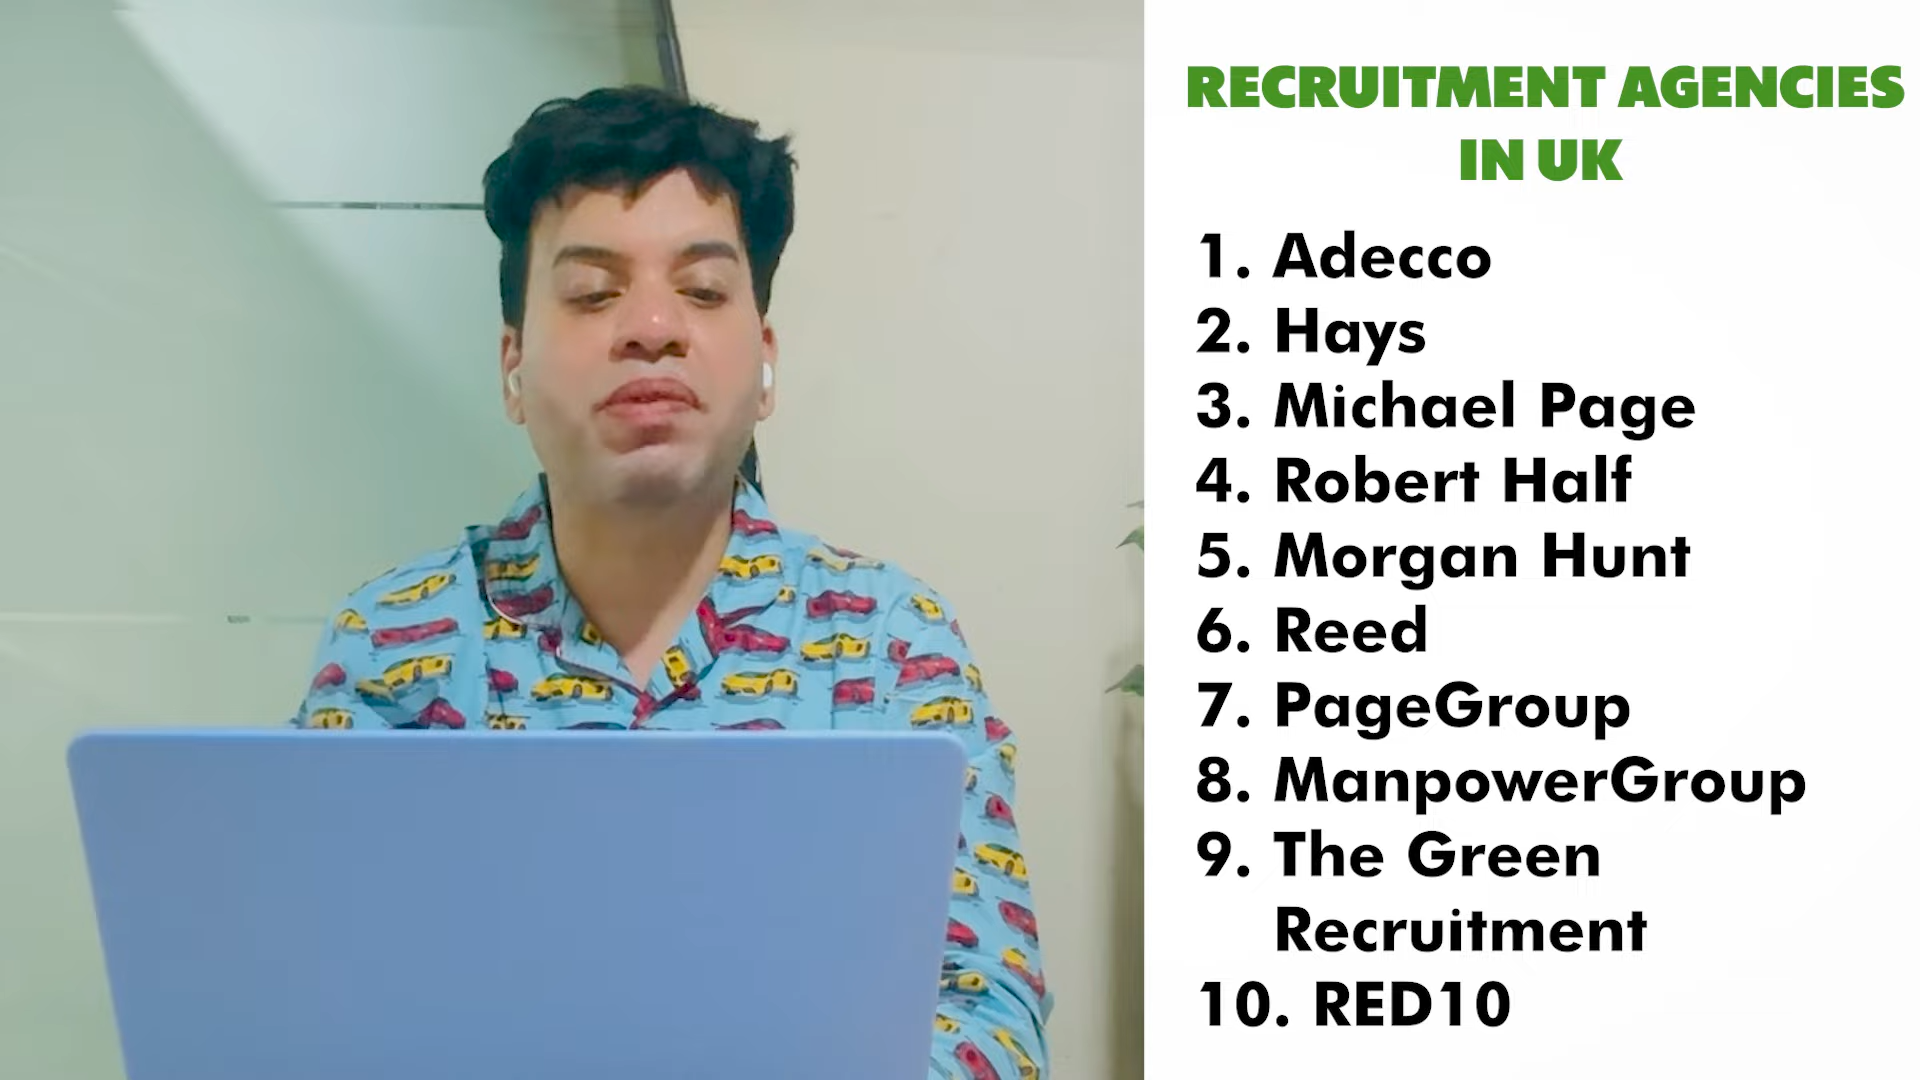 RECRUITMENT AGENCIES
IN UK
1. Adecco
2. Hays
3. Michael Page
4. Robert Half
5. Morgan Hunt
6. Reed
7. PageGroup
8. ManpowerGroup
9. The Green
Recruitment
10. RED10